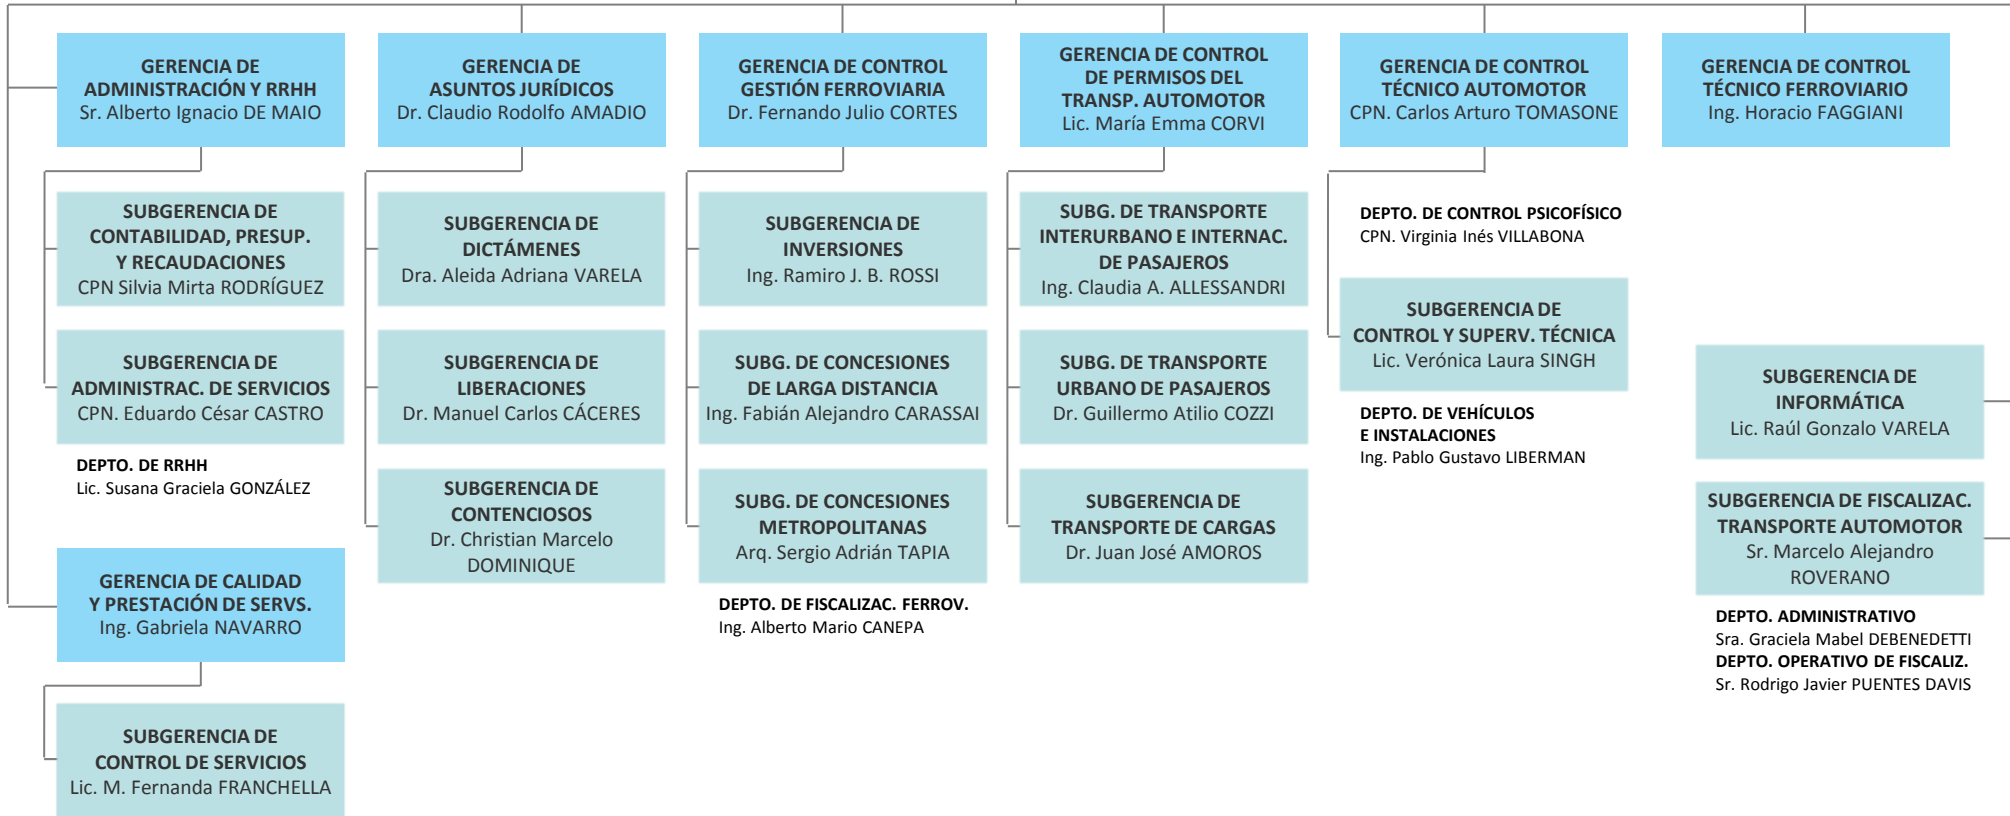 GERENCIA DE
ADMINISTRACIÓN Y RRHH
Sr. Alberto Ignacio DE MAIO
GERENCIA DE
ASUNTOS JURÍDICOS
Dr. Claudio Rodolfo AMADIO
GERENCIA DE CONTROL
GESTIÓN FERROVIARIA
Dr. Fernando Julio CORTES
GERENCIA DE CONTROL
DE PERMISOS DEL
TRANSP. AUTOMOTOR
Lic. María Emma CORVI
GERENCIA DE CONTROL
TÉCNICO AUTOMOTOR
CPN. Carlos Arturo TOMASONE
GERENCIA DE CONTROL
TÉCNICO FERROVIARIO
Ing. Horacio FAGGIANI
SUBGERENCIA DE
CONTABILIDAD, PRESUP.
Y RECAUDACIONES
CPN Silvia Mirta RODRÍGUEZ
SUBGERENCIA DE
ADMINISTRAC. DE SERVICIOS
CPN. Eduardo César CASTRO
DEPTO. DE RRHH
Lic. Susana Graciela GONZÁLEZ
GERENCIA DE CALIDAD
Y PRESTACIÓN DE SERVS.
Ing. Gabriela NAVARRO
SUBGERENCIA DE
CONTROL DE SERVICIOS
Lic. M. Fernanda FRANCHELLA
SUBGERENCIA DE
DICTÁMENES
Dra. Aleida Adriana VARELA
SUBGERENCIA DE
LIBERACIONES
Dr. Manuel Carlos CÁCERES
SUBGERENCIA DE
CONTENCIOSOS
Dr. Christian Marcelo
DOMINIQUE
SUBGERENCIA DE
INVERSIONES
Ing. Ramiro J. B. ROSSI
SUBG. DE CONCESIONES
DE LARGA DISTANCIA
Ing. Fabián Alejandro CARASSAI
SUBG. DE CONCESIONES
METROPOLITANAS
Arq. Sergio Adrián TAPIA
DEPTO. DE FISCALIZAC. FERROV.
Ing. Alberto Mario CANEPA
SUBG. DE TRANSPORTE
INTERURBANO E INTERNAC.
DE PASAJEROS
Ing. Claudia A. ALLESSANDRI
SUBG. DE TRANSPORTE
URBANO DE PASAJEROS
Dr. Guillermo Atilio COZZI
SUBGERENCIA DE
TRANSPORTE DE CARGAS
Dr. Juan José AMOROS
DEPTO. DE CONTROL PSICOFÍSICO
CPN. Virginia Inés VILLABONA
SUBGERENCIA DE
CONTROL Y SUPERV. TÉCNICA
Lic. Verónica Laura SINGH
DEPTO. DE VEHÍCULOS
E INSTALACIONES
Ing. Pablo Gustavo LIBERMAN
SUBGERENCIA DE
INFORMÁTICA
Lic. Raúl Gonzalo VARELA
SUBGERENCIA DE FISCALIZAC.
TRANSPORTE AUTOMOTOR
Sr. Marcelo Alejandro
ROVERANO
DEPTO. ADMINISTRATIVO
Sra. Graciela Mabel DEBENEDETTI
DEPTO. OPERATIVO DE FISCALIZ.
Sr. Rodrigo Javier PUENTES DAVIS